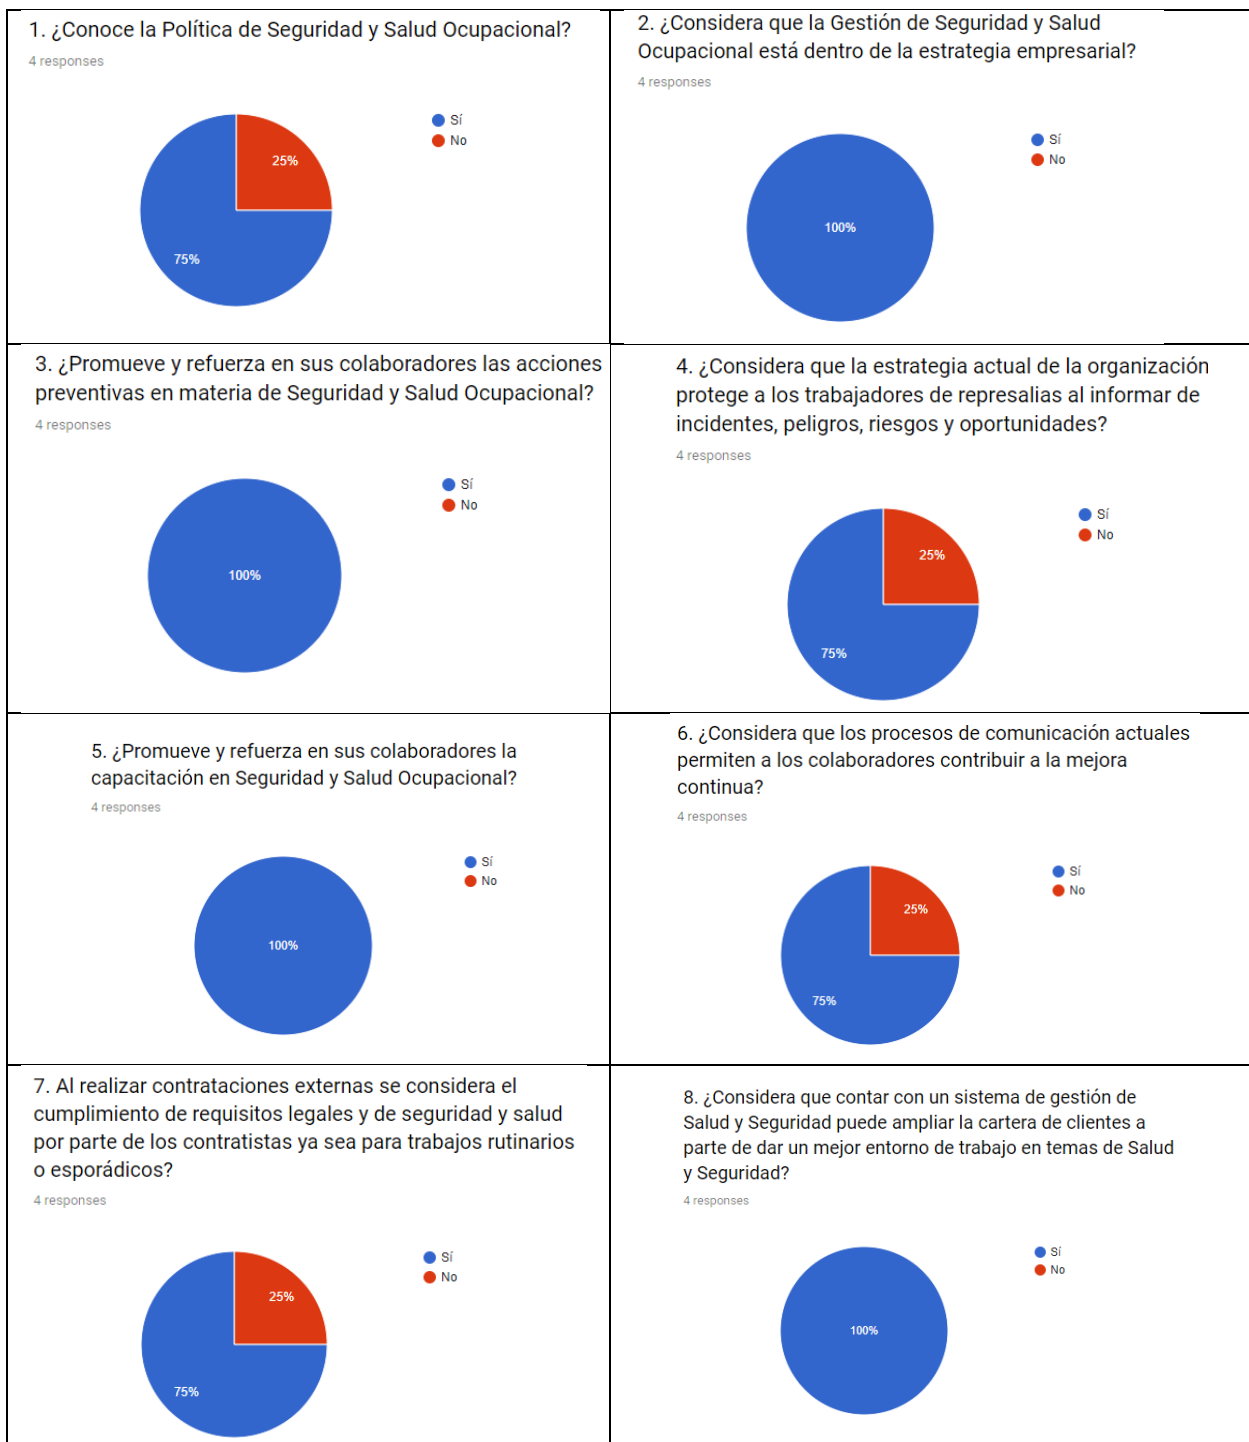 1. ¿Conoce la Política de Seguridad y Salud Ocupacional?
4 responses
Sí
No
25%
75%
2. ¿Considera que la Gestión de Seguridad y Salud
Ocupacional está dentro de la estrategia empresarial?
4 responses
Sí
No
100%
3. ¿Promueve y refuerza en sus colaboradores las acciones
preventivas en materia de Seguridad y Salud Ocupacional?
4 responses
Sí
No
100%
4. ¿Considera que la estrategia actual de la organización
protege a los trabajadores de represalias al informar de
incidentes, peligros, riesgos y oportunidades?
4 responses
Sí
No
25%
75%
5. ¿Promueve y refuerza en sus colaboradores la
capacitación en Seguridad y Salud Ocupacional?
4 responses
Sí
No
100%
6. ¿Considera que los procesos de comunicación actuales
permiten a los colaboradores contribuir a la mejora
continua?
4 responses
Sí
No
25%
75%
7. Al realizar contrataciones externas se considera el
cumplimiento de requisitos legales y de seguridad y salud
por parte de los contratistas ya sea para trabajos rutinarios
o esporádicos?
4 responses
Sí
No
25%
75%
8. ¿Considera que contar con un sistema de gestión de
Salud y Seguridad puede ampliar la cartera de clientes a
parte de dar un mejor entorno de trabajo en temas de Salud
y Seguridad?
4 responses
Sí
No
100%